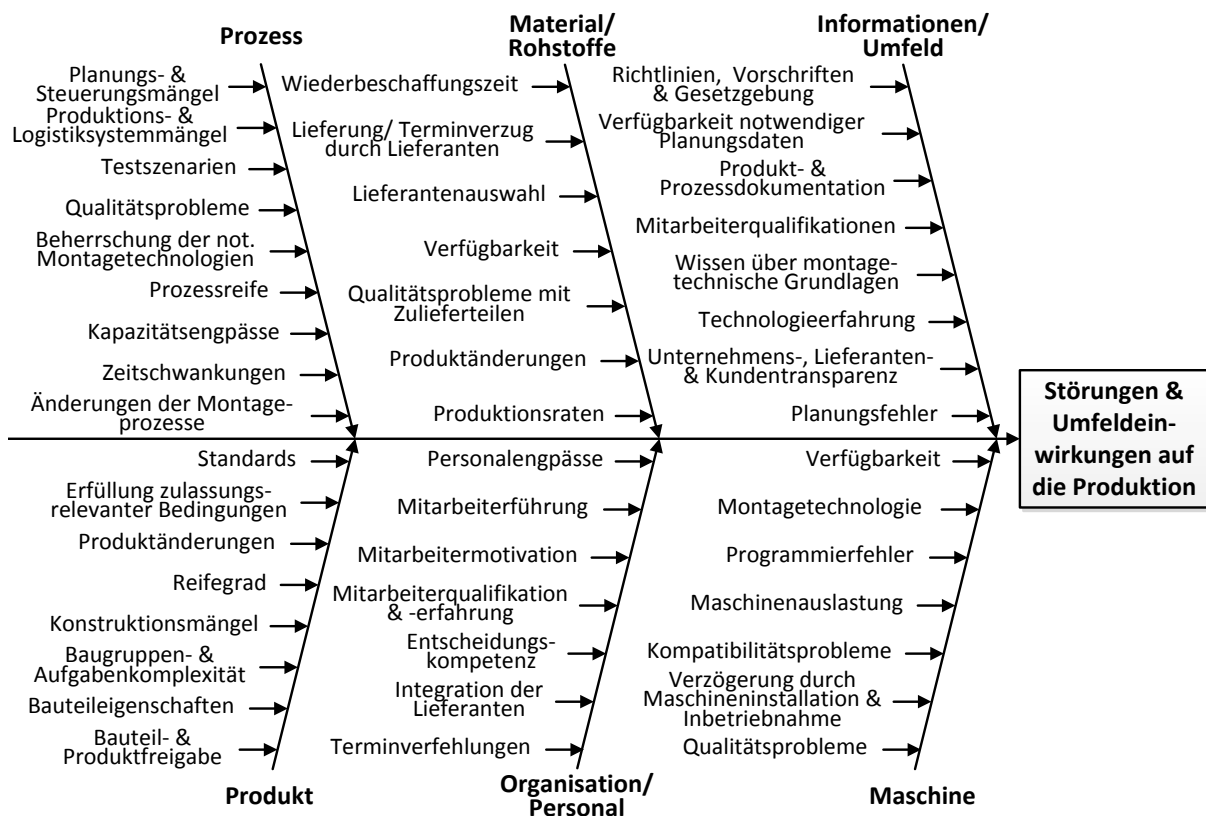 Prozess
Planungs- &
Steuerungsmängel
Produktions- &
Logistiksystemmängel
Testszenarien
Qualitätsprobleme
Beherrschung der not.
Montagetechnologien
Prozessreife
Kapazitätsengpässe
Zeitschwankungen
Änderungen der Montage-
prozesse
Material/
Rohstoffe
Wiederbeschaffungszeit
Lieferung/ Terminverzug
durch Lieferanten
Lieferantenauswahl
Verfügbarkeit
Qualitätsprobleme mit
Zulieferteilen
Produktänderungen
Produktionsraten
Informationen/
Umfeld
Richtlinien, Vorschriften
& Gesetzgebung
Verfügbarkeit notwendiger
Planungsdaten
Produkt- &
Prozessdokumentation
Mitarbeiterqualifikationen
Wissen über montage-
technische Grundlagen
Technologieerfahrung
Unternehmens-, Lieferanten-
& Kundentransparenz
Planungsfehler
Störungen &
Umfeldein-
wirkungen auf
die Produktion
Standards
Erfüllung zulassungs-
relevanter Bedingungen
Produktänderungen
Reifegrad
Konstruktionsmängel
Baugruppen- &
Aufgabenkomplexität
Bauteileigenschaften
Bauteil- &
Produktfreigabe
Produkt
Personalengpässe
Mitarbeiterführung
Mitarbeitermotivation
Mitarbeiterqualifikation
& -erfahrung
Entscheidungs-
kompetenz
Integration der
Lieferanten
Terminverfehlungen
Organisation/
Personal
Verfügbarkeit
Montagetechnologie
Programmierfehler
Maschinenauslastung
Kompatibilitätsprobleme
Verzögerung durch
Maschineninstallation &
Inbetriebnahme
Qualitätsprobleme
Maschine